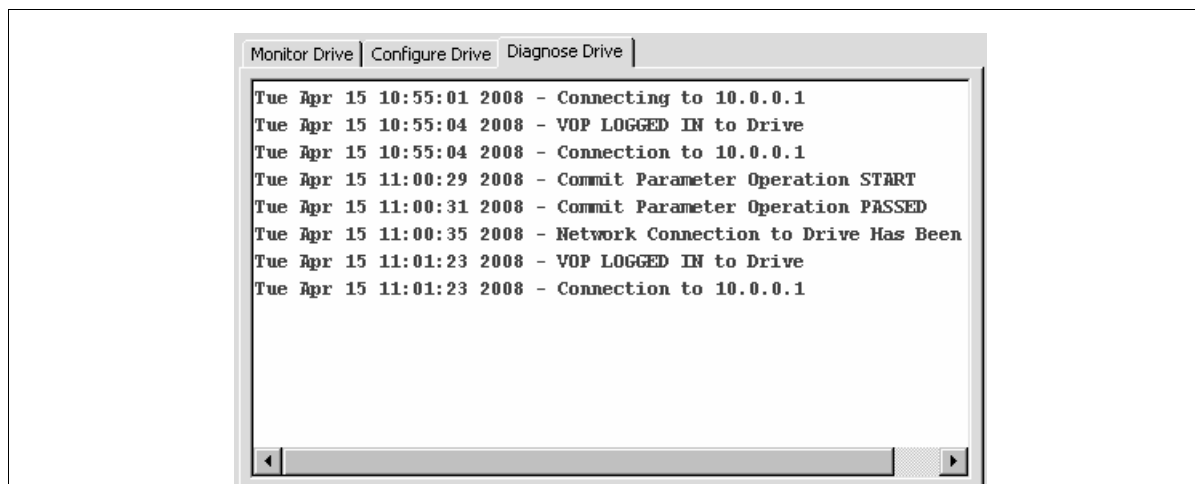 Monitor Drive Configure Drive Diagnose Drive
Tue Apr 15 10:55:01 2008 - Connecting to 10.0.0.1
Tue Apr 15 10:55:04 2008 - VOP LOGGED IN to Drive
Tue Apr 15 10:55:04 2008 - Connection to 10.0.0.1
Tue Apr 15 11:00:29 2008 - Commit Parameter Operation START
Tue Apr 15 11:00:31 2008 - Commit Parameter Operation PASSED
Tue Apr 15 11:00:35 2008 - Network Connection to Drive Has Been
Tue Apr 15 11:01:23 2008 - VOP LOGGED IN to Drive
Tue Apr 15 11:01:23 2008 - Connection to 10.0.0.1